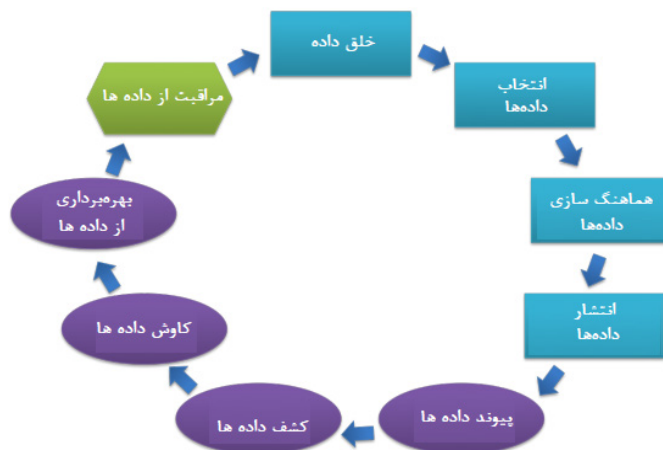 خلق داده
انتخاب
داده‌ها
هماهنگ سازی
داده‌ها
انتشار
داده‌ها
پیوند داده ها
کشف داده ها
کاوش داده ها
بهره‌برداری
از داده ها
مراقبت از داده ها